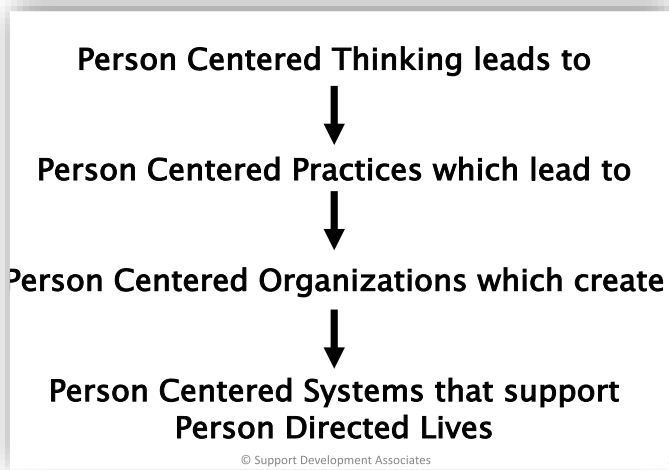 Person Centered Thinking leads to
Person Centered Practices which lead to
Person Centered Organizations which create
Person Centered Systems that support
Person Directed Lives
© Support Development Associates